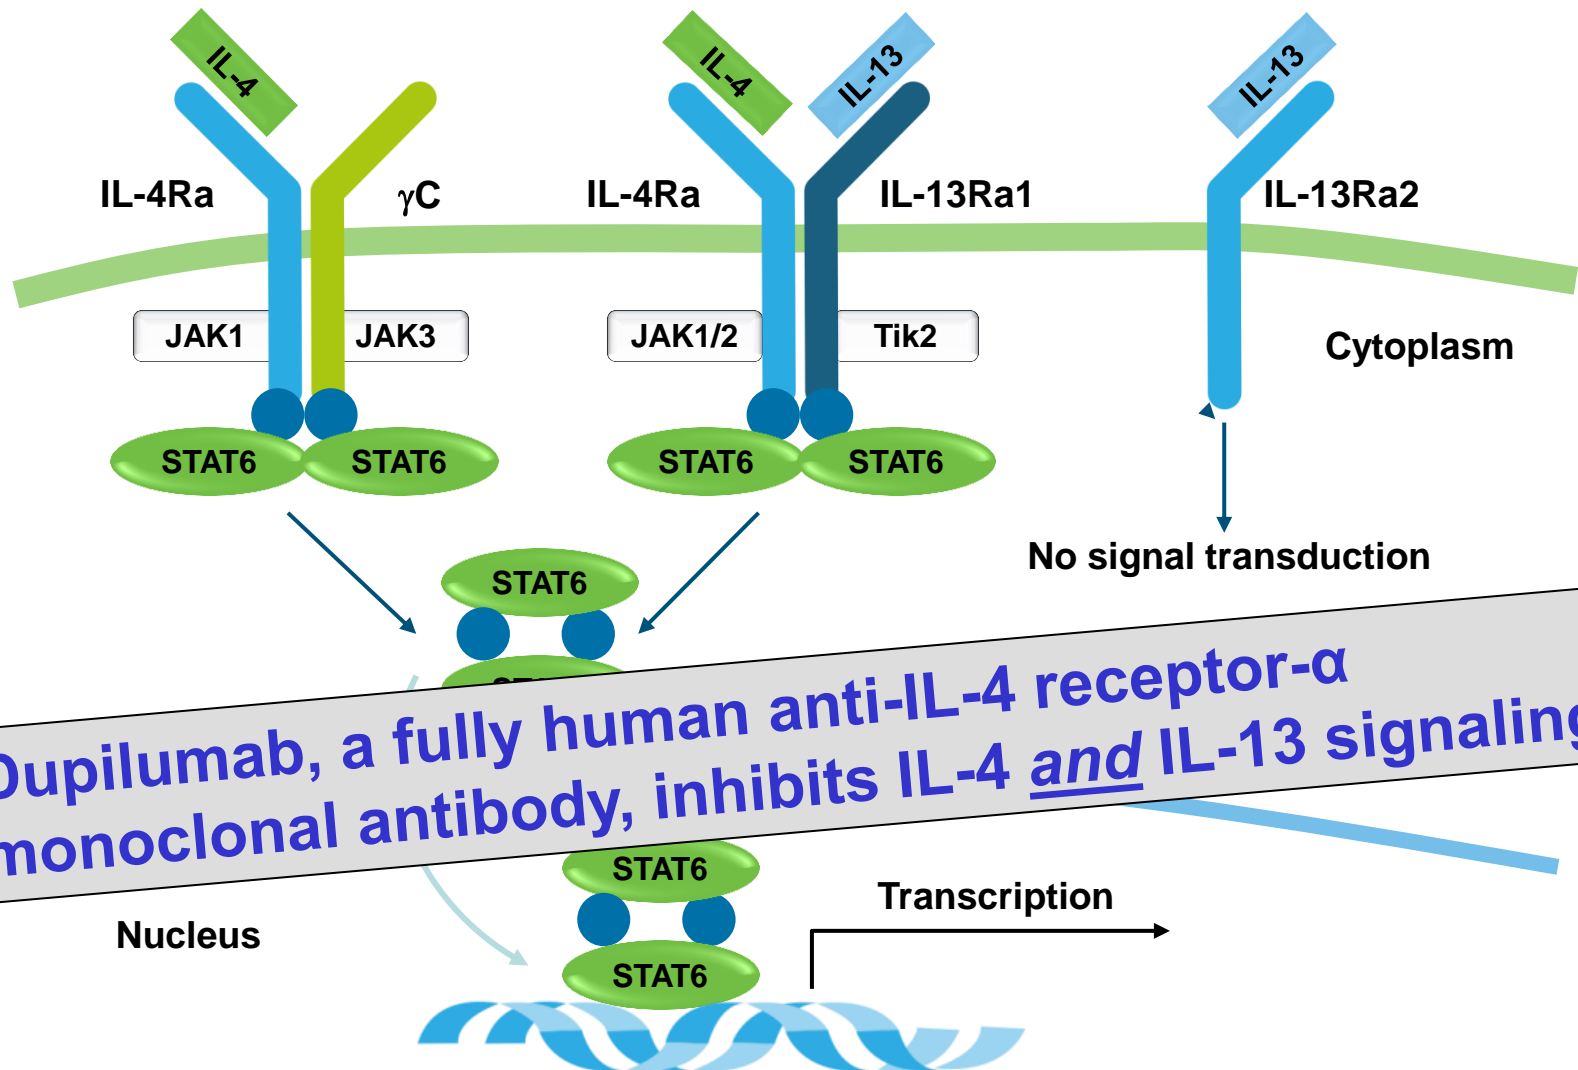 IL-4
IL-4
IL-13
IL-13
IL-4Ra
γC
IL-4Ra
IL-13Ra1
IL-13Ra2
JAK1
JAK3
JAK1/2
Tik2
Cytoplasm
STAT6
STAT6
STAT6
STAT6
No signal transduction
STAT6
Dupilumab, a fully human anti-IL-4 receptor-α
monoclonal antibody, inhibits IL-4 and IL-13 signaling
STAT6
Transcription
Nucleus
STAT6